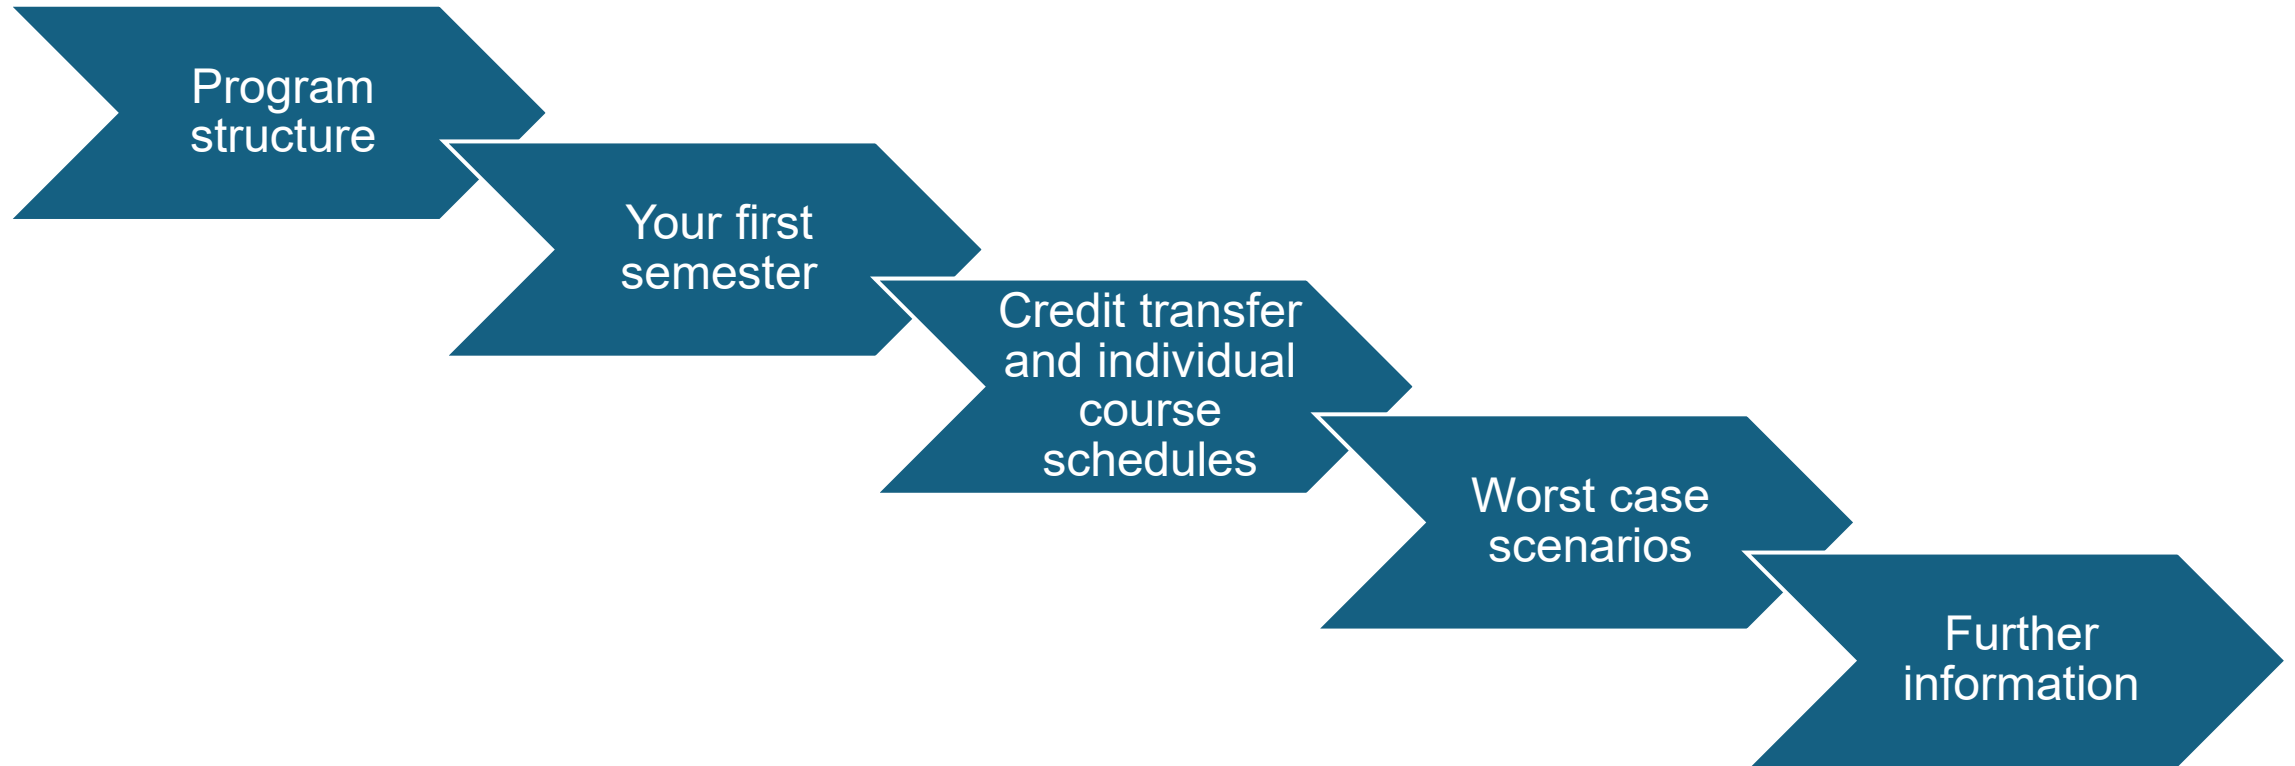 Program
structure
Your first
semester
Credit transfer
and individual
course
schedules
Worst case
scenarios
Further
information